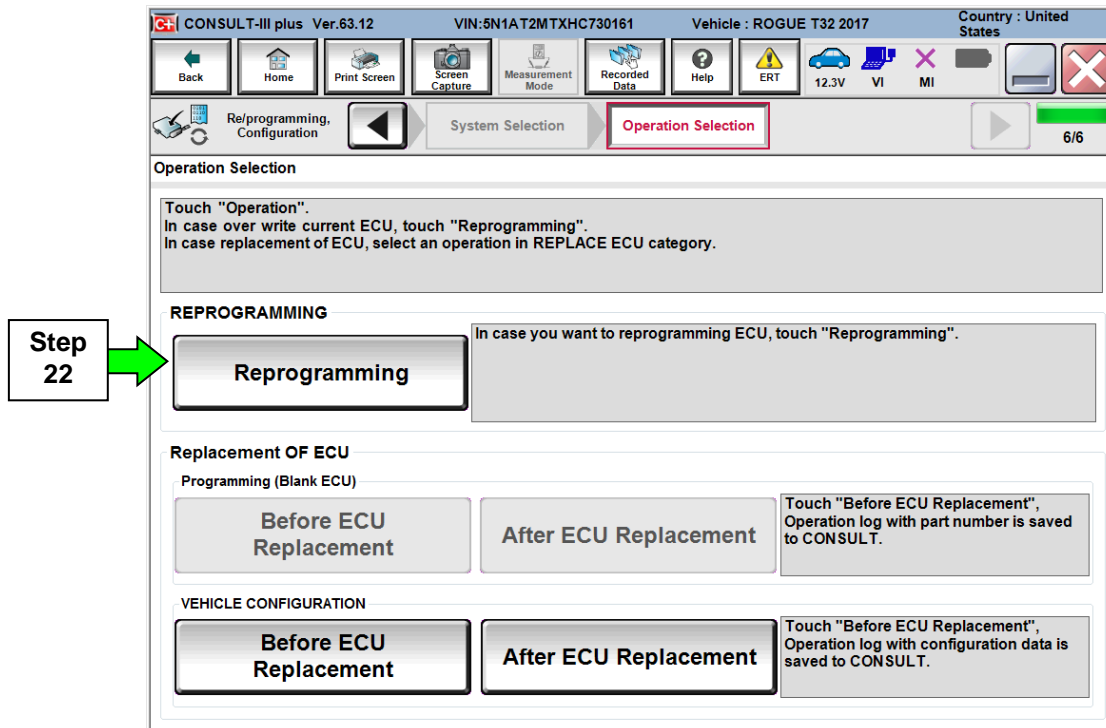 C+ CONSULT-III plus Ver.63.12 VIN:5N1AT2MTXHC730161 Vehicle : ROGUE T32 2017 Country : United
States
Back
Home
Print Screen
Screen
Capture
Measurement
Mode
Recorded
Data
Help
ERT
12.3V
VI
MI
Re/programming,
Configuration
System Selection
Operation Selection
6/6
Operation Selection
Touch "Operation".
In case over write current ECU, touch "Reprogramming".
In case replacement of ECU, select an operation in REPLACE ECU category.
REPROGRAMMING
Step
22
Reprogramming
In case you want to reprogramming ECU, touch "Reprogramming".
Replacement OF ECU
Programming (Blank ECU)
Before ECU
Replacement
After ECU Replacement
Touch "Before ECU Replacement",
Operation log with part number is saved
to CONSULT.
VEHICLE CONFIGURATION
Before ECU
Replacement
After ECU Replacement
Touch "Before ECU Replacement",
Operation log with configuration data is
saved to CONSULT.